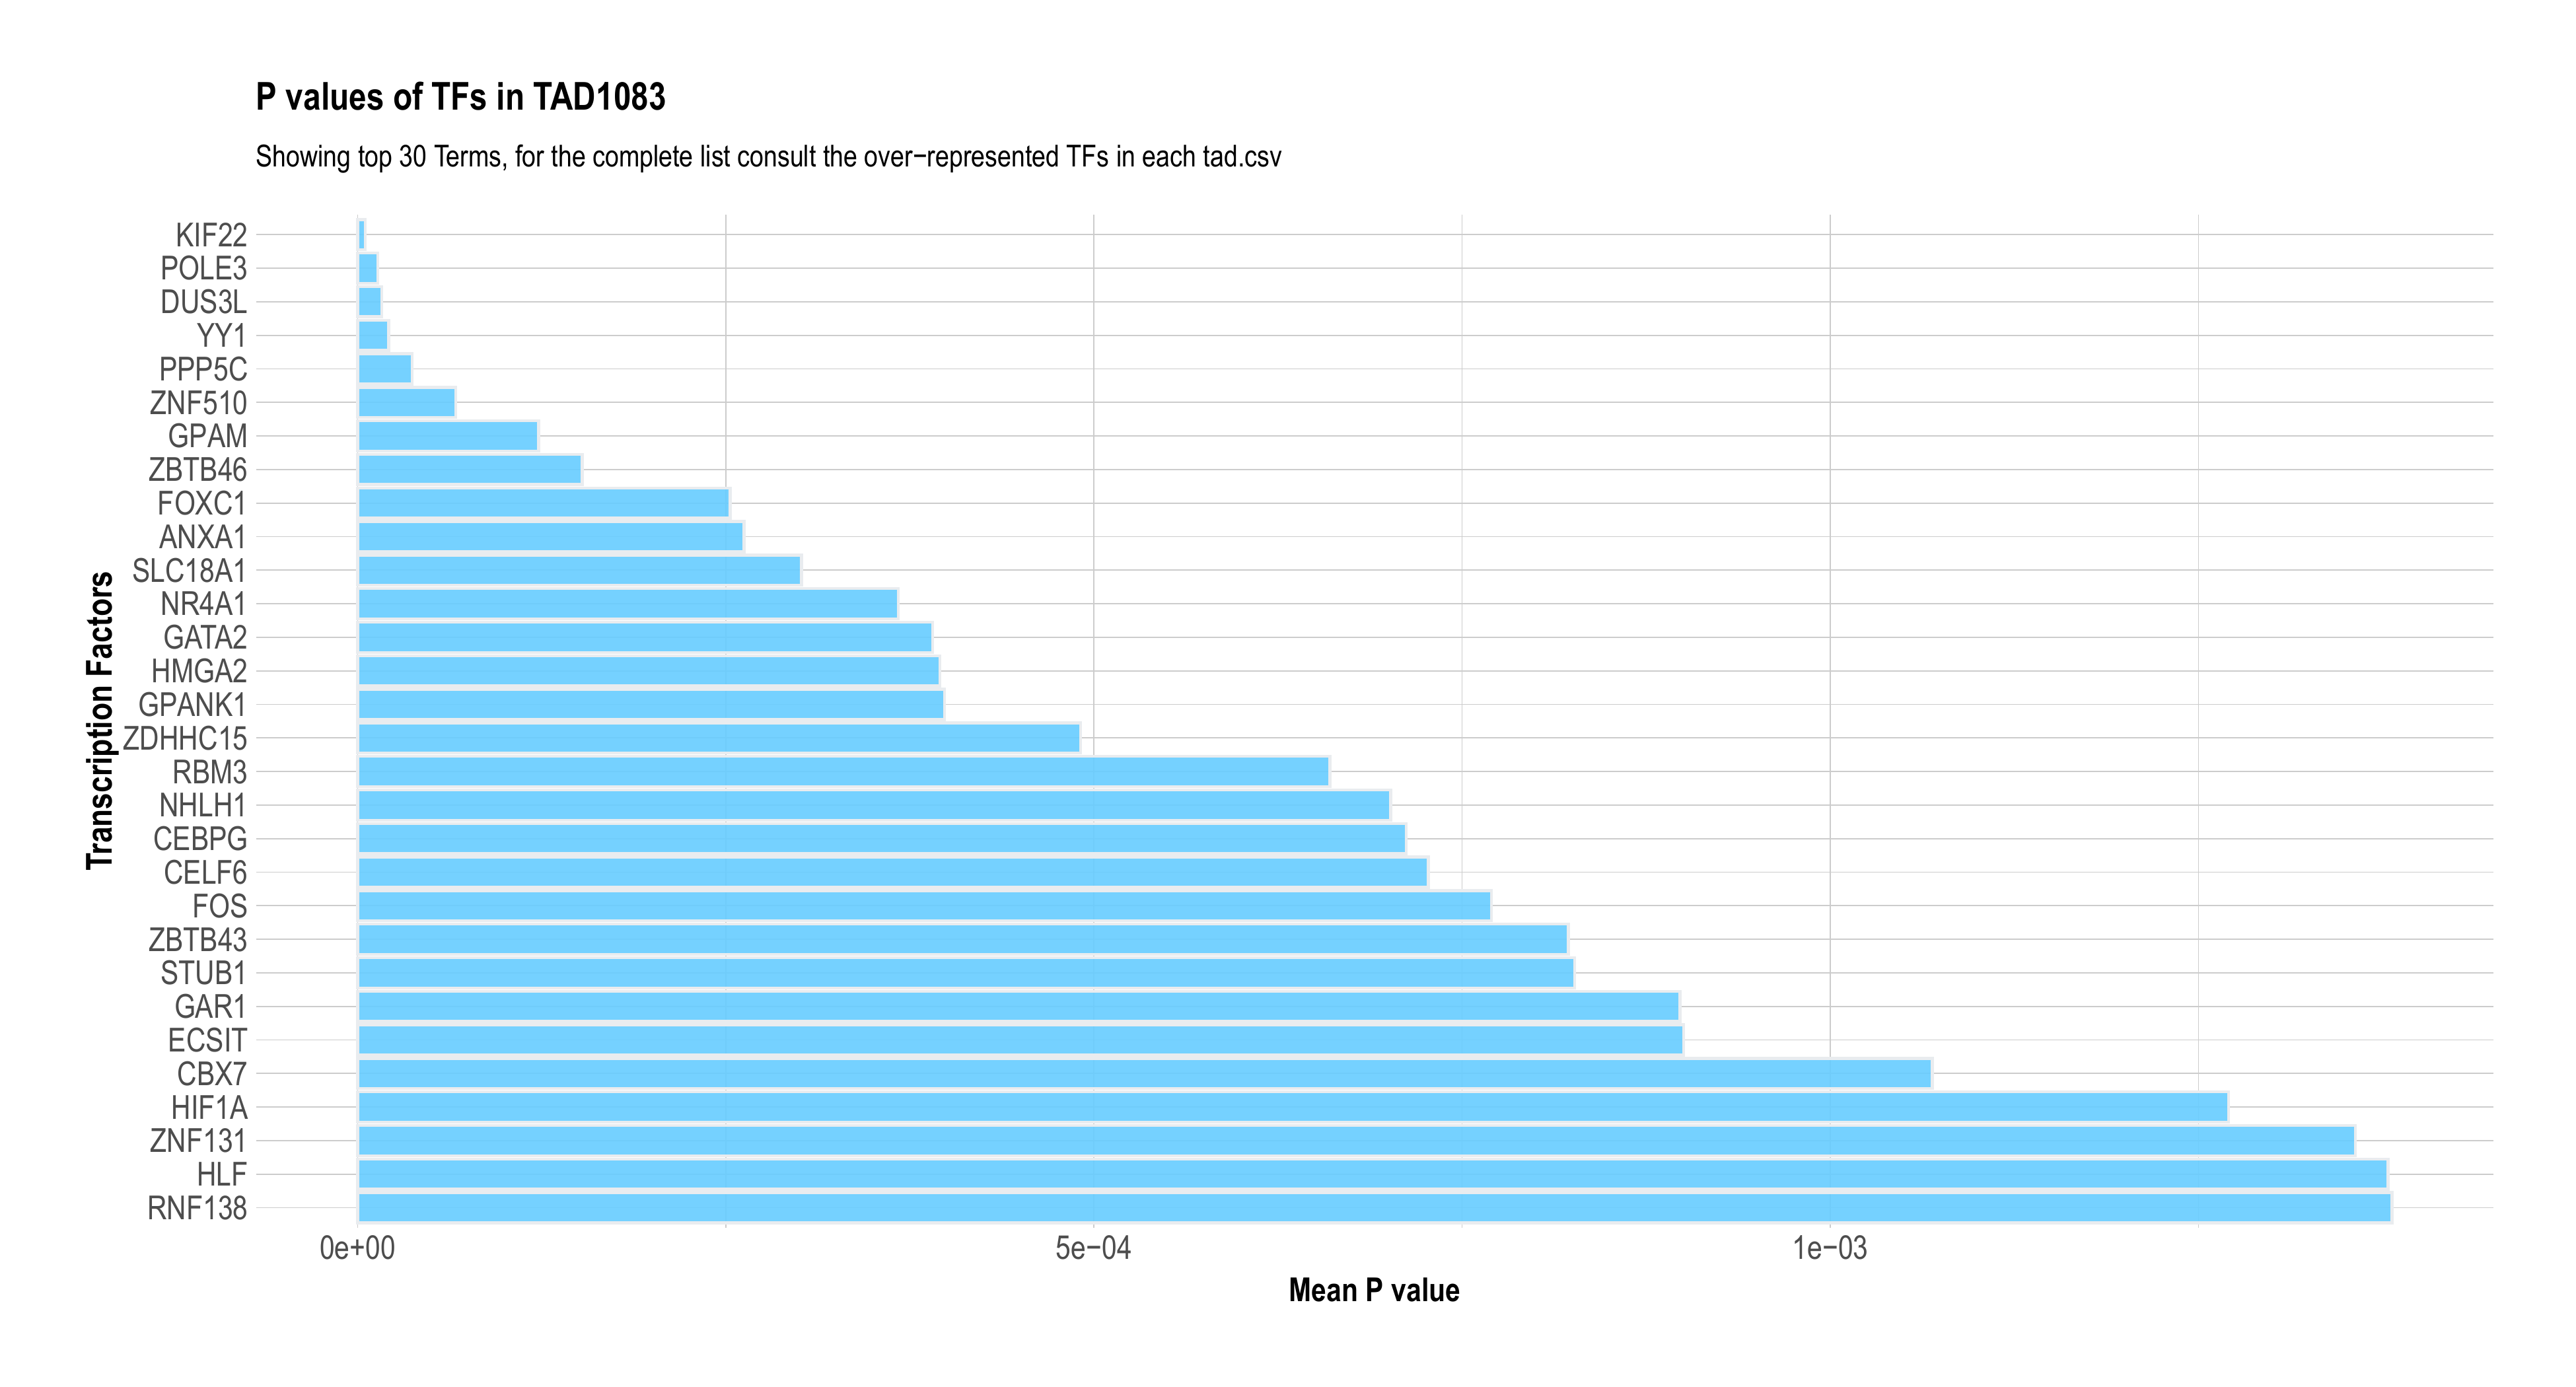 P values of TFs in TAD1083
Showing top 30 Terms, for the complete list consult the over−represented TFs in each tad.csv
Transcription Factors
KIF22
POLE3
DUS3L
YY1
PPP5C
ZNF510
GPAM
ZBTB46
FOXC1
ANXA1
SLC18A1
NR4A1
GATA2
HMGA2
GPANK1
ZDHHC15
RBM3
NHLH1
CEBPG
CELF6
FOS
ZBTB43
STUB1
GAR1
ECSIT
CBX7
HIF1A
ZNF131
HLF
RNF138
0e+00 5e−04 1e−03
Mean P value